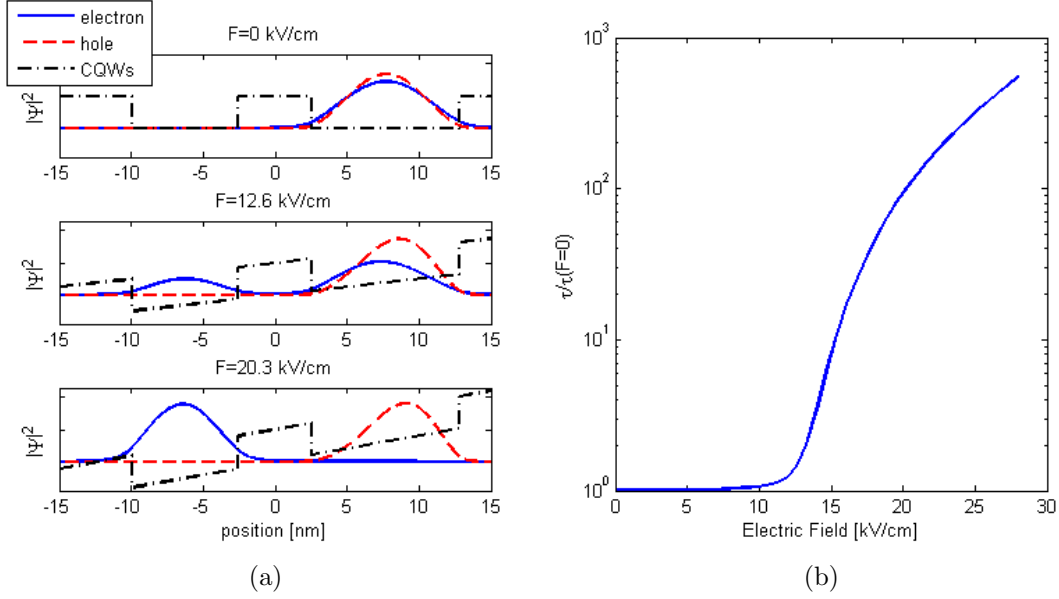 electron
hole
CQWs
F=0 kV/cm
|Ψ|²
-15 -10 -5 0 5 10 15
F=12.6 kV/cm
|Ψ|²
-15 -10 -5 0 5 10 15
F=20.3 kV/cm
|Ψ|²
-15 -10 -5 0 5 10 15
position [nm]
(a)
10³
10²
10¹
10⁰
τ/τ(F=0)
0 5 10 15 20 25 30
Electric Field [kV/cm]
(b)